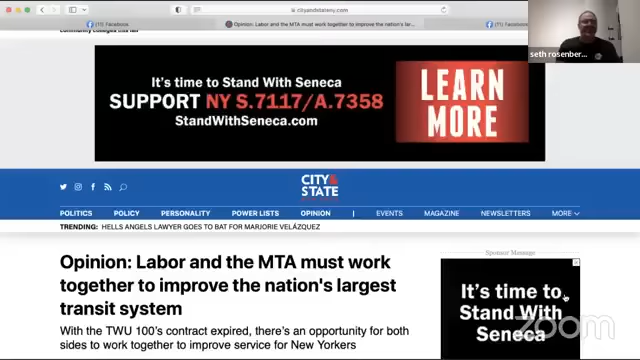 cityandstateny.com
(11) Facebook
Opinion: Labor and the MTA must work together to improve the nation's largest transit system...
(11) Facebook
seth rosenber...
It's time to Stand With Seneca
SUPPORT NY S.7117/A.7358
StandWithSeneca.com
LEARN
MORE
CITY
&STATE
POLITICS POLICY PERSONALITY POWER LISTS OPINION | EVENTS MAGAZINE NEWSLETTERS MORE
TRENDING: HELLS ANGELS LAWYER GOES TO BAT FOR MARJORIE VELÁZQUEZ
Sponsor Message
Opinion: Labor and the MTA must work
together to improve the nation's largest
transit system
With the TWU 100's contract expired, there's an opportunity for both
sides to work together to improve service for New Yorkers
It's time to
Stand With
Seneca
zoom